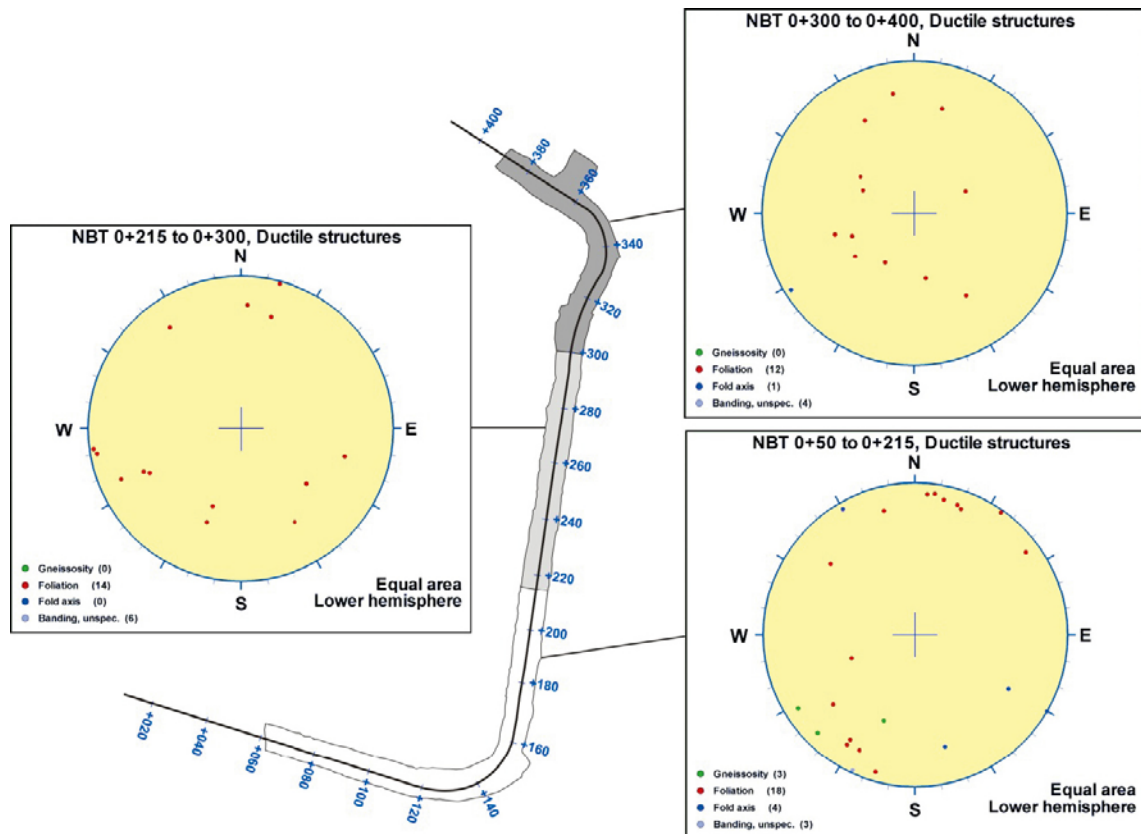 NBT 0+300 to 0+400, Ductile structures
N
W
E
S
Gneissosity (0)
Foliation (12)
Fold axis (1)
Banding, unspec. (4)
Equal area
Lower hemisphere
NBT 0+215 to 0+300, Ductile structures
N
W
E
S
Gneissosity (0)
Foliation (14)
Fold axis (0)
Banding, unspec. (6)
Equal area
Lower hemisphere
NBT 0+50 to 0+215, Ductile structures
N
W
E
S
Gneissosity (3)
Foliation (18)
Fold axis (4)
Banding, unspec. (3)
Equal area
Lower hemisphere
+400
+380
+360
+340
+320
+300
+280
+260
+240
+220
+200
+180
+160
+140
+120
+100
+080
+060
+040
+020